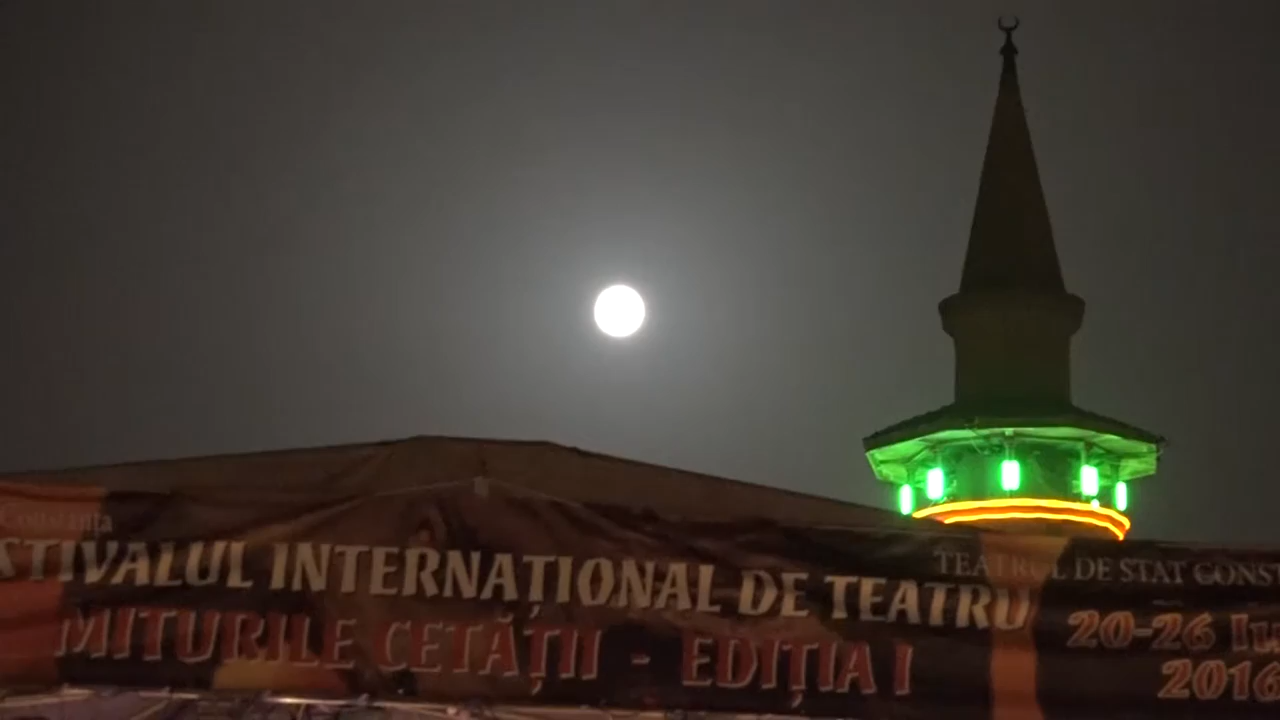 Constanța
STIVALUL INTERNAȚIONAL DE TEATRU
MITURILE CETĂȚII - EDIȚIA I
TEATRUL DE STAT CONST
20-26 Iu
2016